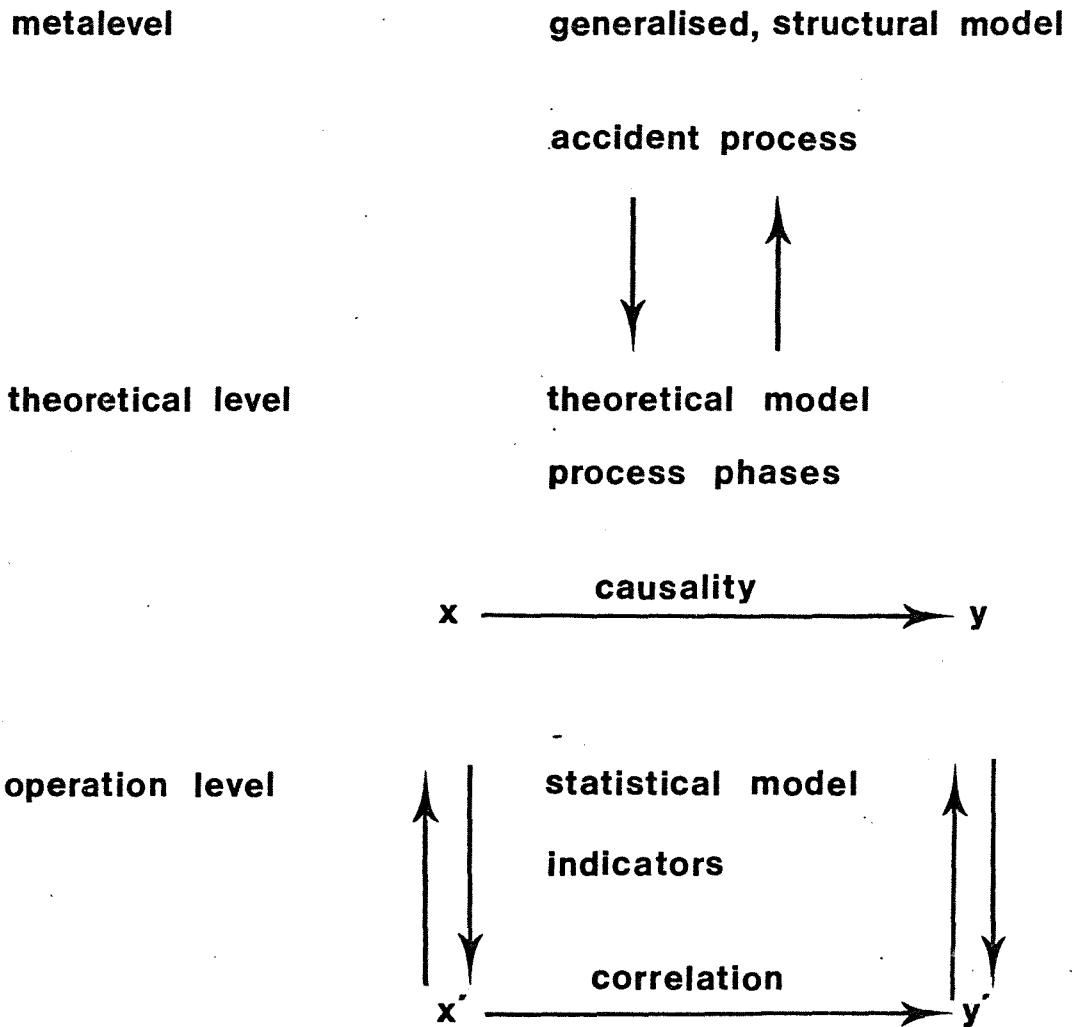 metalevel generalised, structural model
accident process
theoretical level theoretical model
process phases
causality
x y
operation level statistical model
indicators
correlation
x´ y´